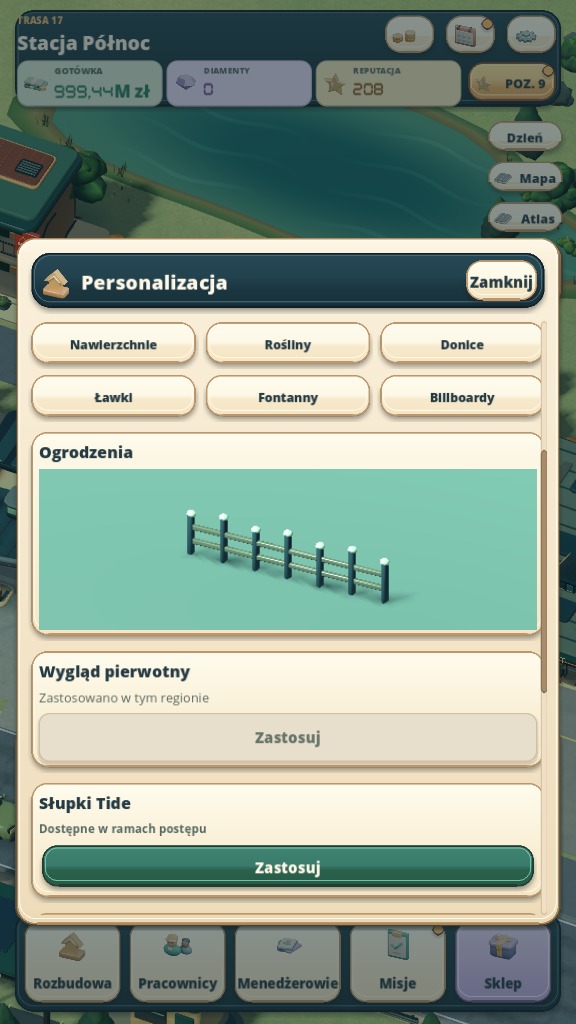 TRASA 17
Stacja Północ
GOTÓWKA
999,44M zł
DIAMENTY
0
REPUTACJA
208
POZ. 9
Dzień
Mapa
Atlas
Personalizacja
Zamknij
Nawierzchnie
Rośliny
Donice
Ławki
Fontanny
Billboardy
Ogrodzenia
Wygląd pierwotny
Zastosowano w tym regionie
Zastosuj
Słupki Tide
Dostępne w ramach postępu
Zastosuj
Rozbudowa
Pracownicy
Menedżerowie
Misje
Sklep